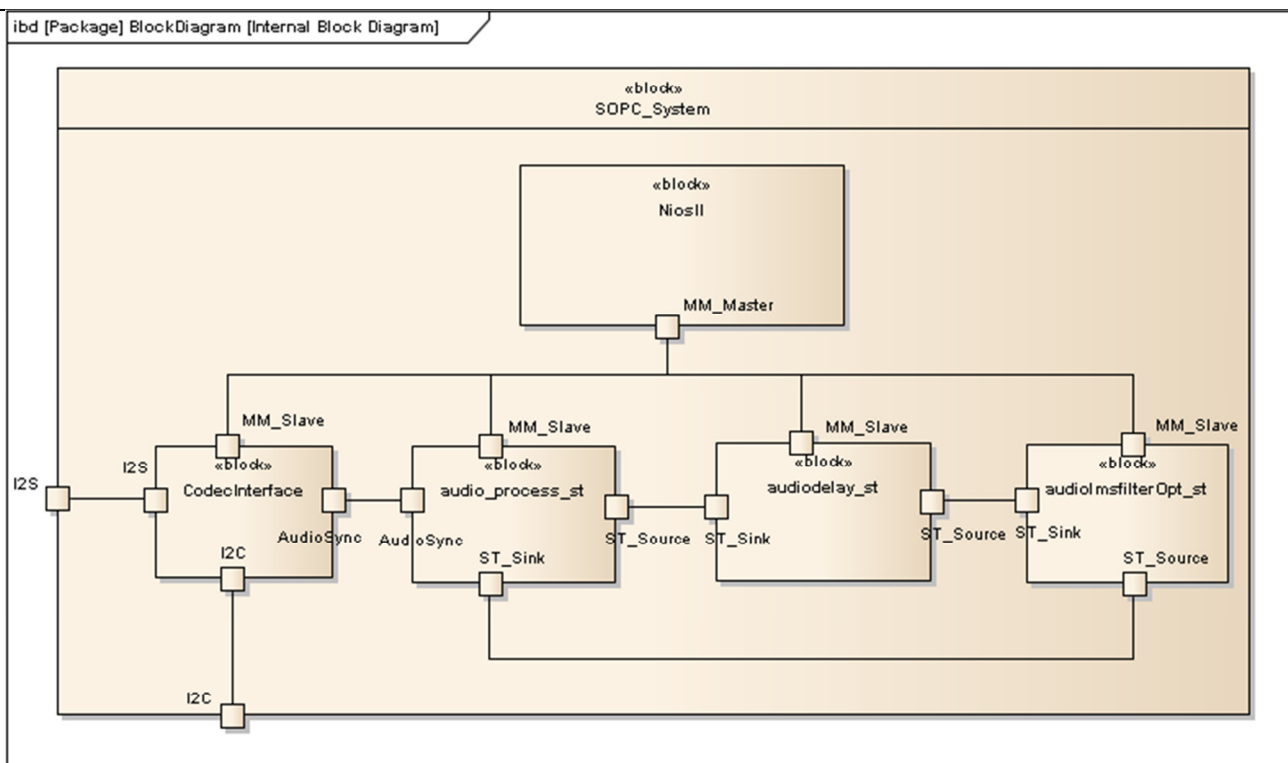 ibd [Package] BlockDiagram [Internal Block Diagram]
«block»
SOPC_System
«block»
NiosII
MM_Master
MM_Slave
MM_Slave
MM_Slave
MM_Slave
I2S
I2S
«block»
CodecInterface
AudioSync
I2C
«block»
audio_process_st
AudioSync
ST_Source
ST_Sink
«block»
audiodelay_st
ST_Sink
ST_Source
«block»
audiolmsfilterOpt_st
ST_Sink
ST_Source
I2C